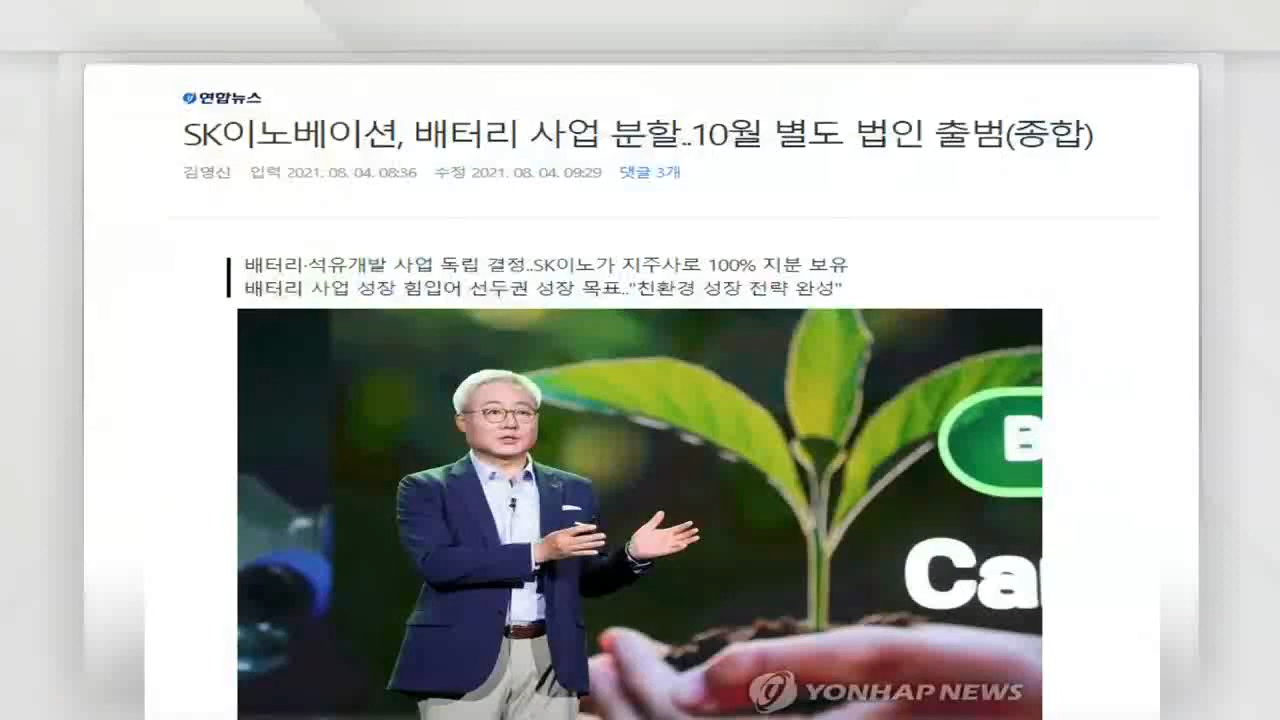 연합뉴스
SK이노베이션, 배터리 사업 분할..10월 별도 법인 출범(종합)
김영신 입력 2021. 08. 04. 08:36 수정 2021. 08. 04. 09:29 댓글 3개
배터리·석유개발 사업 독립 결정..SK이노가 지주사로 100% 지분 보유
배터리 사업 성장 힘입어 선두권 성장 목표.."친환경 성장 전략 완성"
B
Ca
YONHAP NEWS